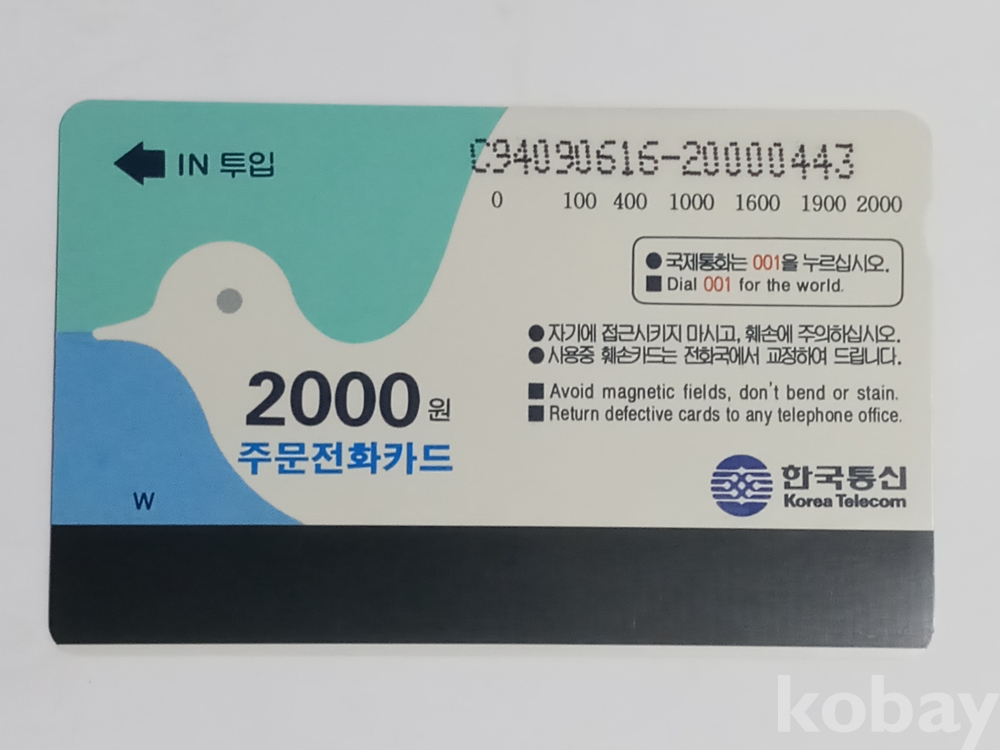 IN 투입
C94090616-20000443
0 100 400 1000 1600 1900 2000
● 국제통화는 001을 누르십시오.
■ Dial 001 for the world.
● 자기에 접근시키지 마시고, 훼손에 주의하십시오.
● 사용중 훼손카드는 전화국에서 교정하여 드립니다.
■ Avoid magnetic fields, don't bend or stain.
■ Return defective cards to any telephone office.
2000원
주문전화카드
W
한국통신
Korea Telecom
kobay